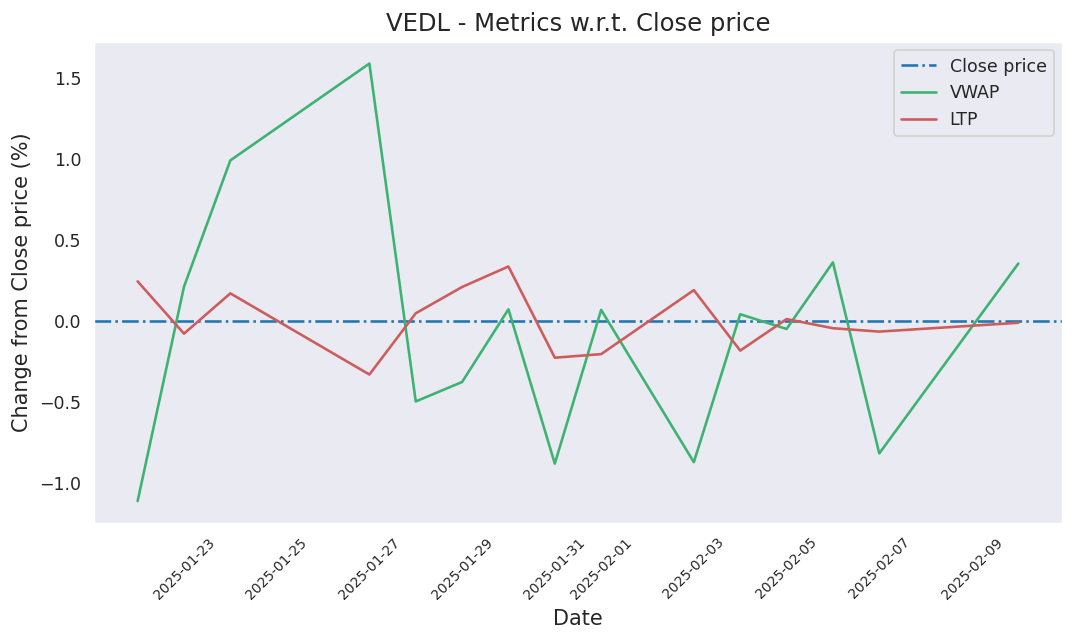 VEDL - Metrics w.r.t. Close price
Close price
VWAP
LTP
Change from Close price (%)
1.5
1.0
0.5
0.0
−0.5
−1.0
2025-01-23
2025-01-25
2025-01-27
2025-01-29
2025-01-31
2025-02-01
2025-02-03
2025-02-05
2025-02-07
2025-02-09
Date